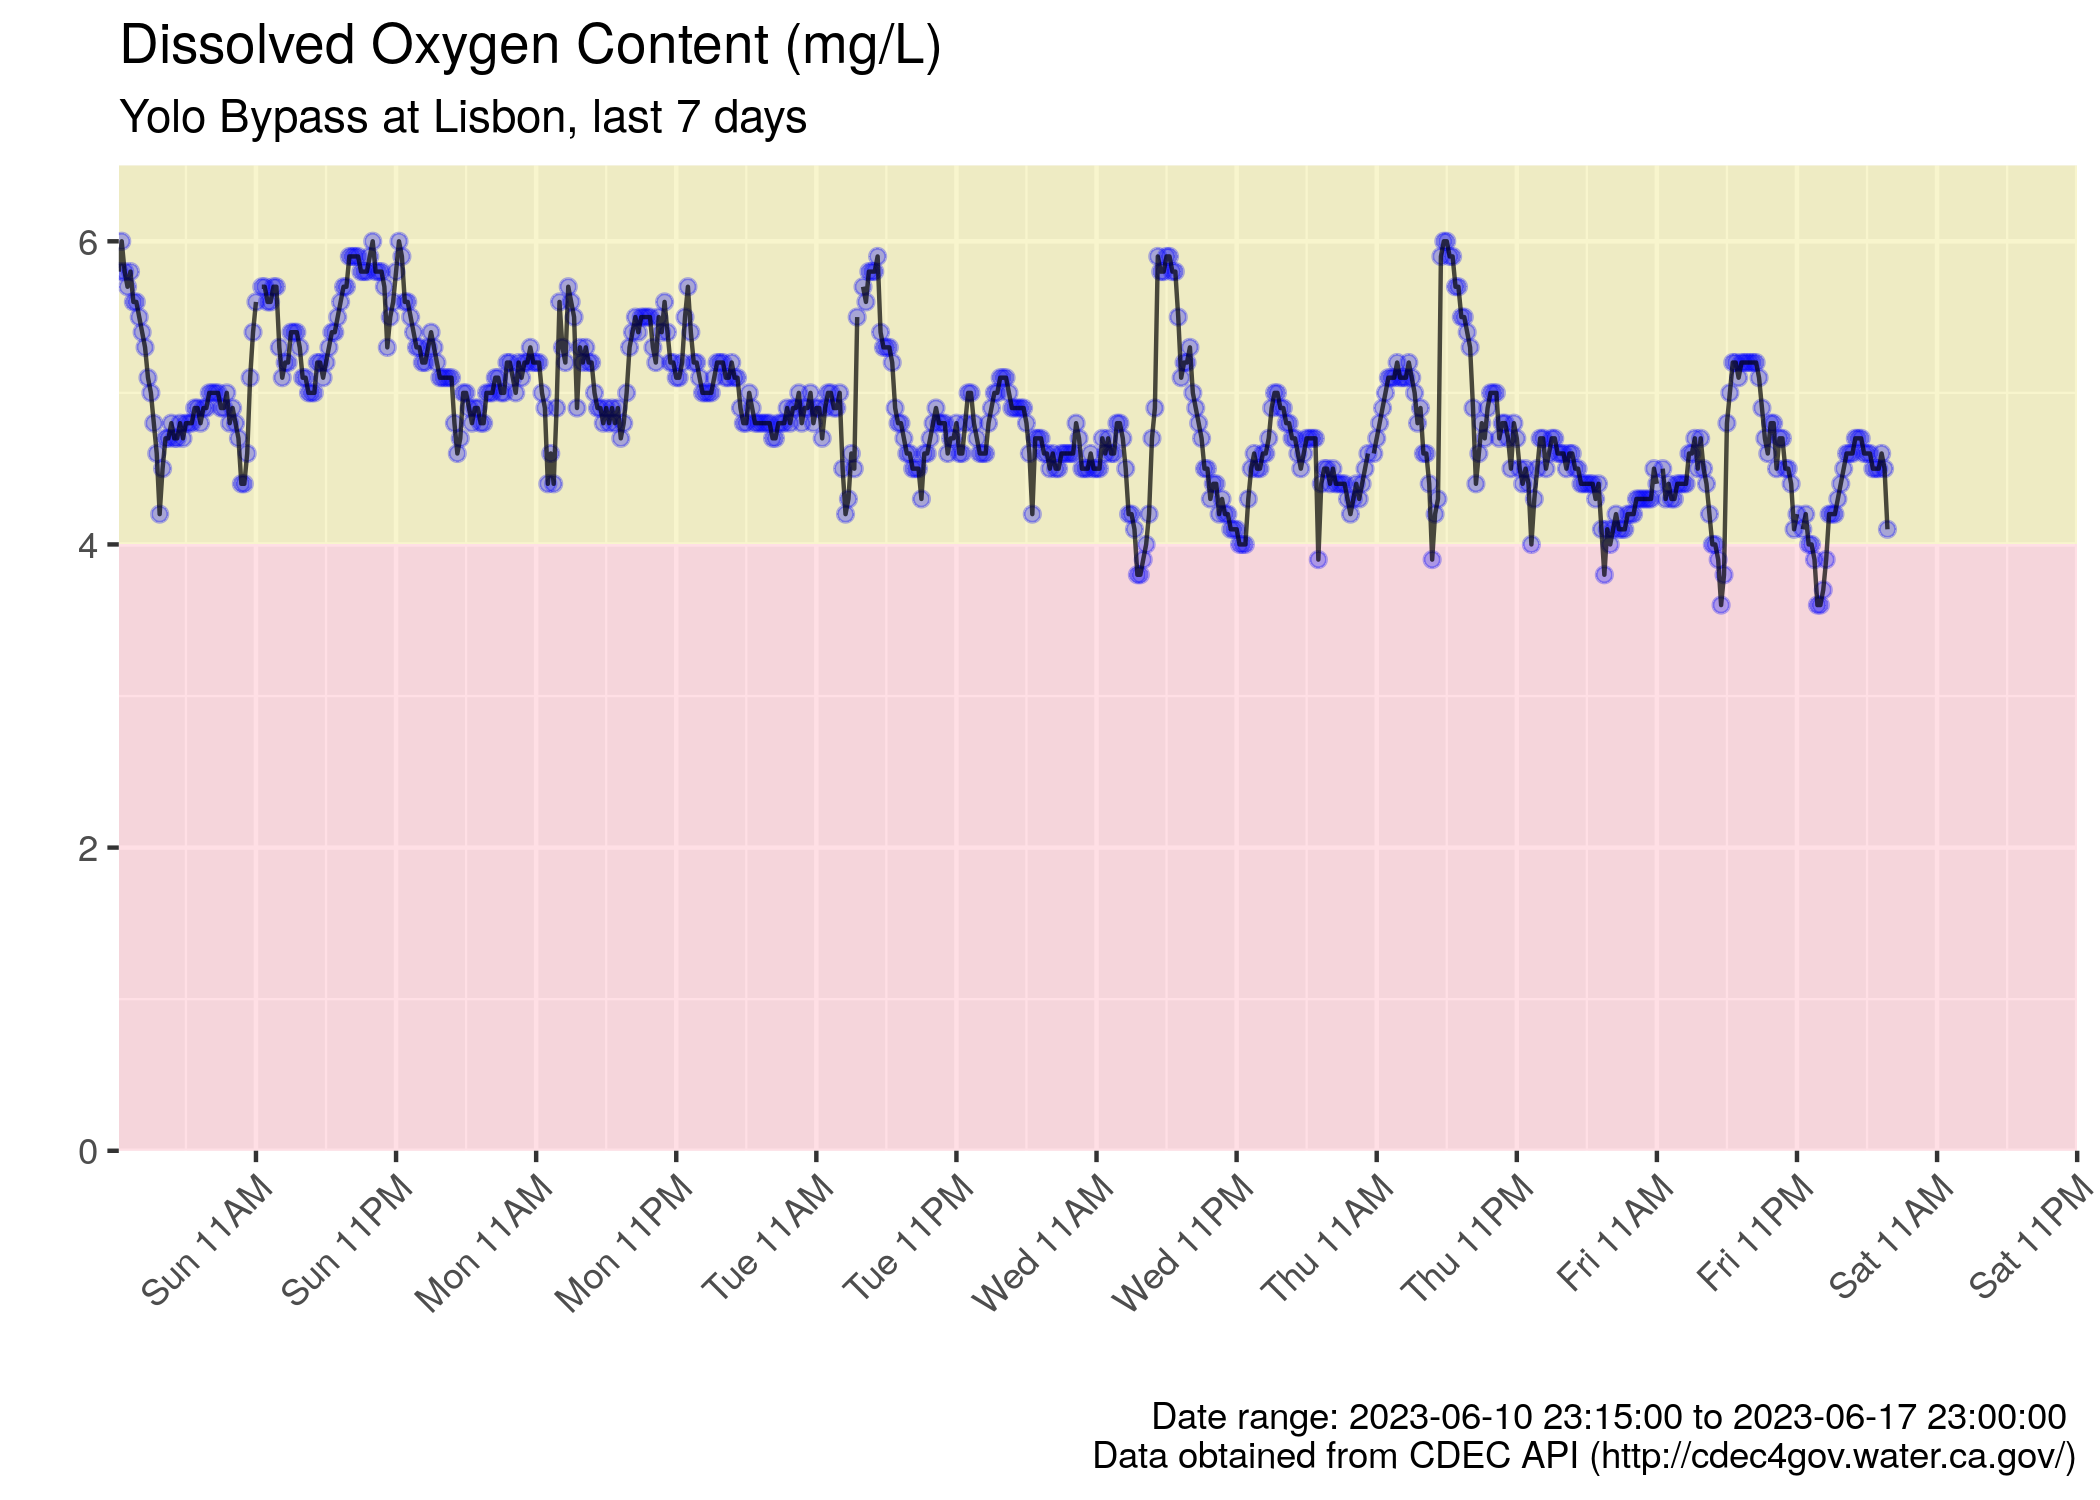 Dissolved Oxygen Content (mg/L)
Yolo Bypass at Lisbon, last 7 days
6
4
2
0
Sun 11AM
Sun 11PM
Mon 11AM
Mon 11PM
Tue 11AM
Tue 11PM
Wed 11AM
Wed 11PM
Thu 11AM
Thu 11PM
Fri 11AM
Fri 11PM
Sat 11AM
Sat 11PM
Date range: 2023-06-10 23:15:00 to 2023-06-17 23:00:00
Data obtained from CDEC API (http://cdec4gov.water.ca.gov/)